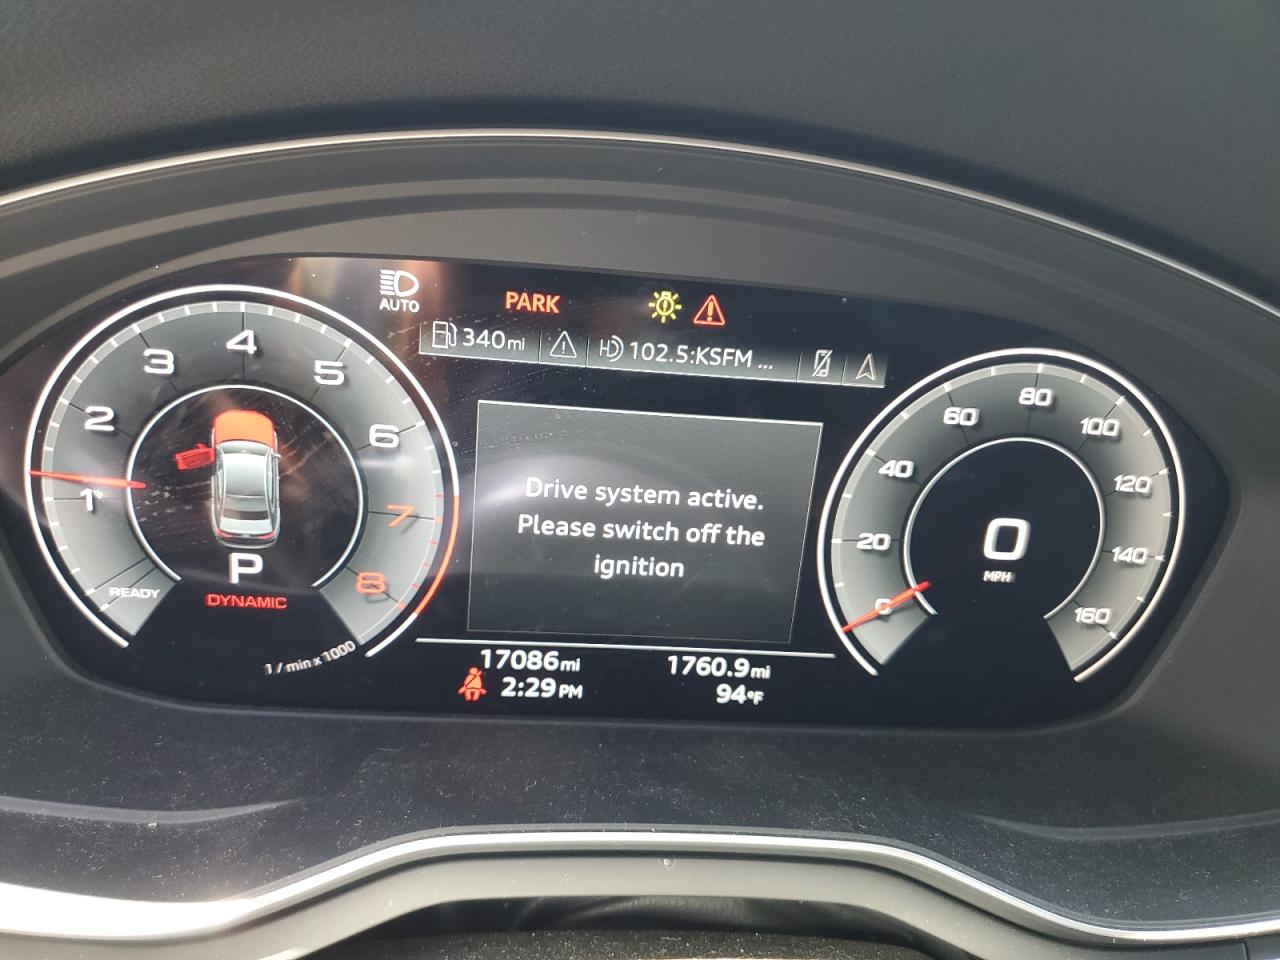 AUTO
PARK
340mi
HD 102.5:KSFM ...
1
2
3
4
5
6
7
8
READY
P
DYNAMIC
1/min x 1000
Drive system active.
Please switch off the
ignition
17086mi
1760.9mi
2:29PM
94°F
0
20
40
60
80
100
120
140
160
0
MPH